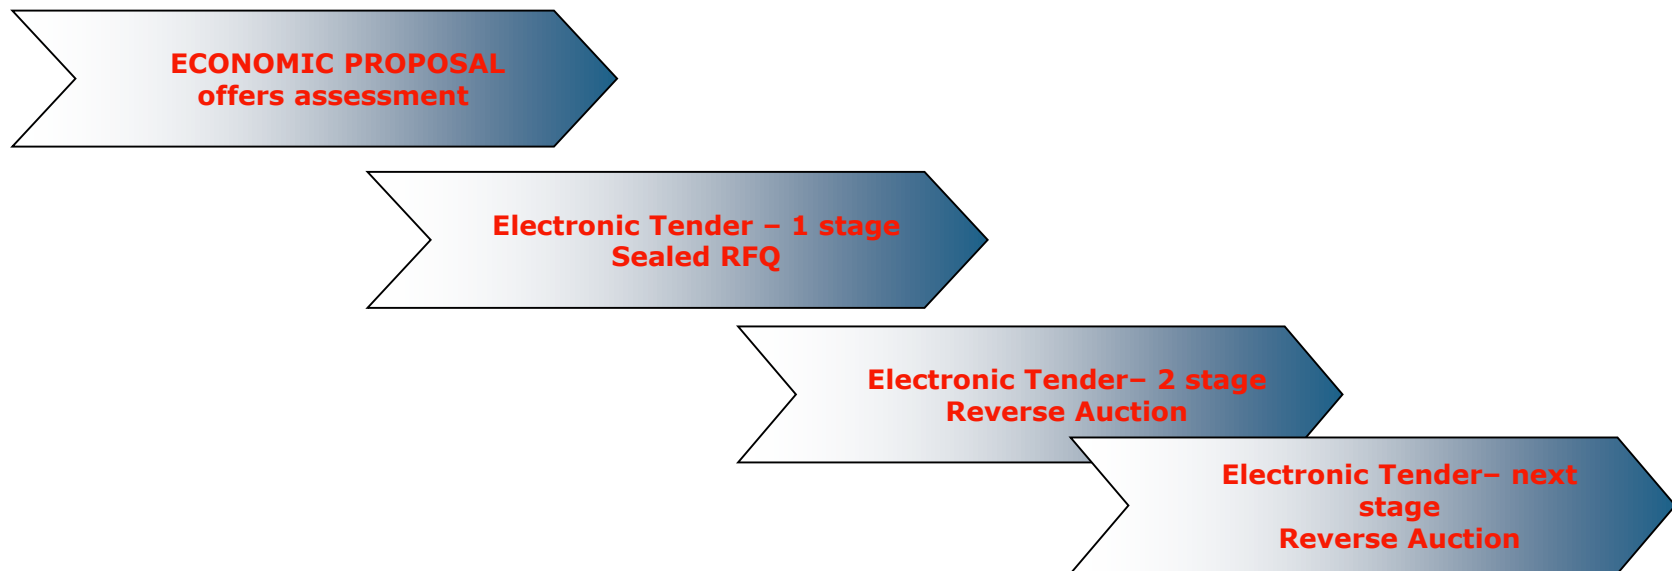 ECONOMIC PROPOSAL
offers assessment
Electronic Tender – 1 stage
Sealed RFQ
Electronic Tender– 2 stage
Reverse Auction
Electronic Tender– next
stage
Reverse Auction